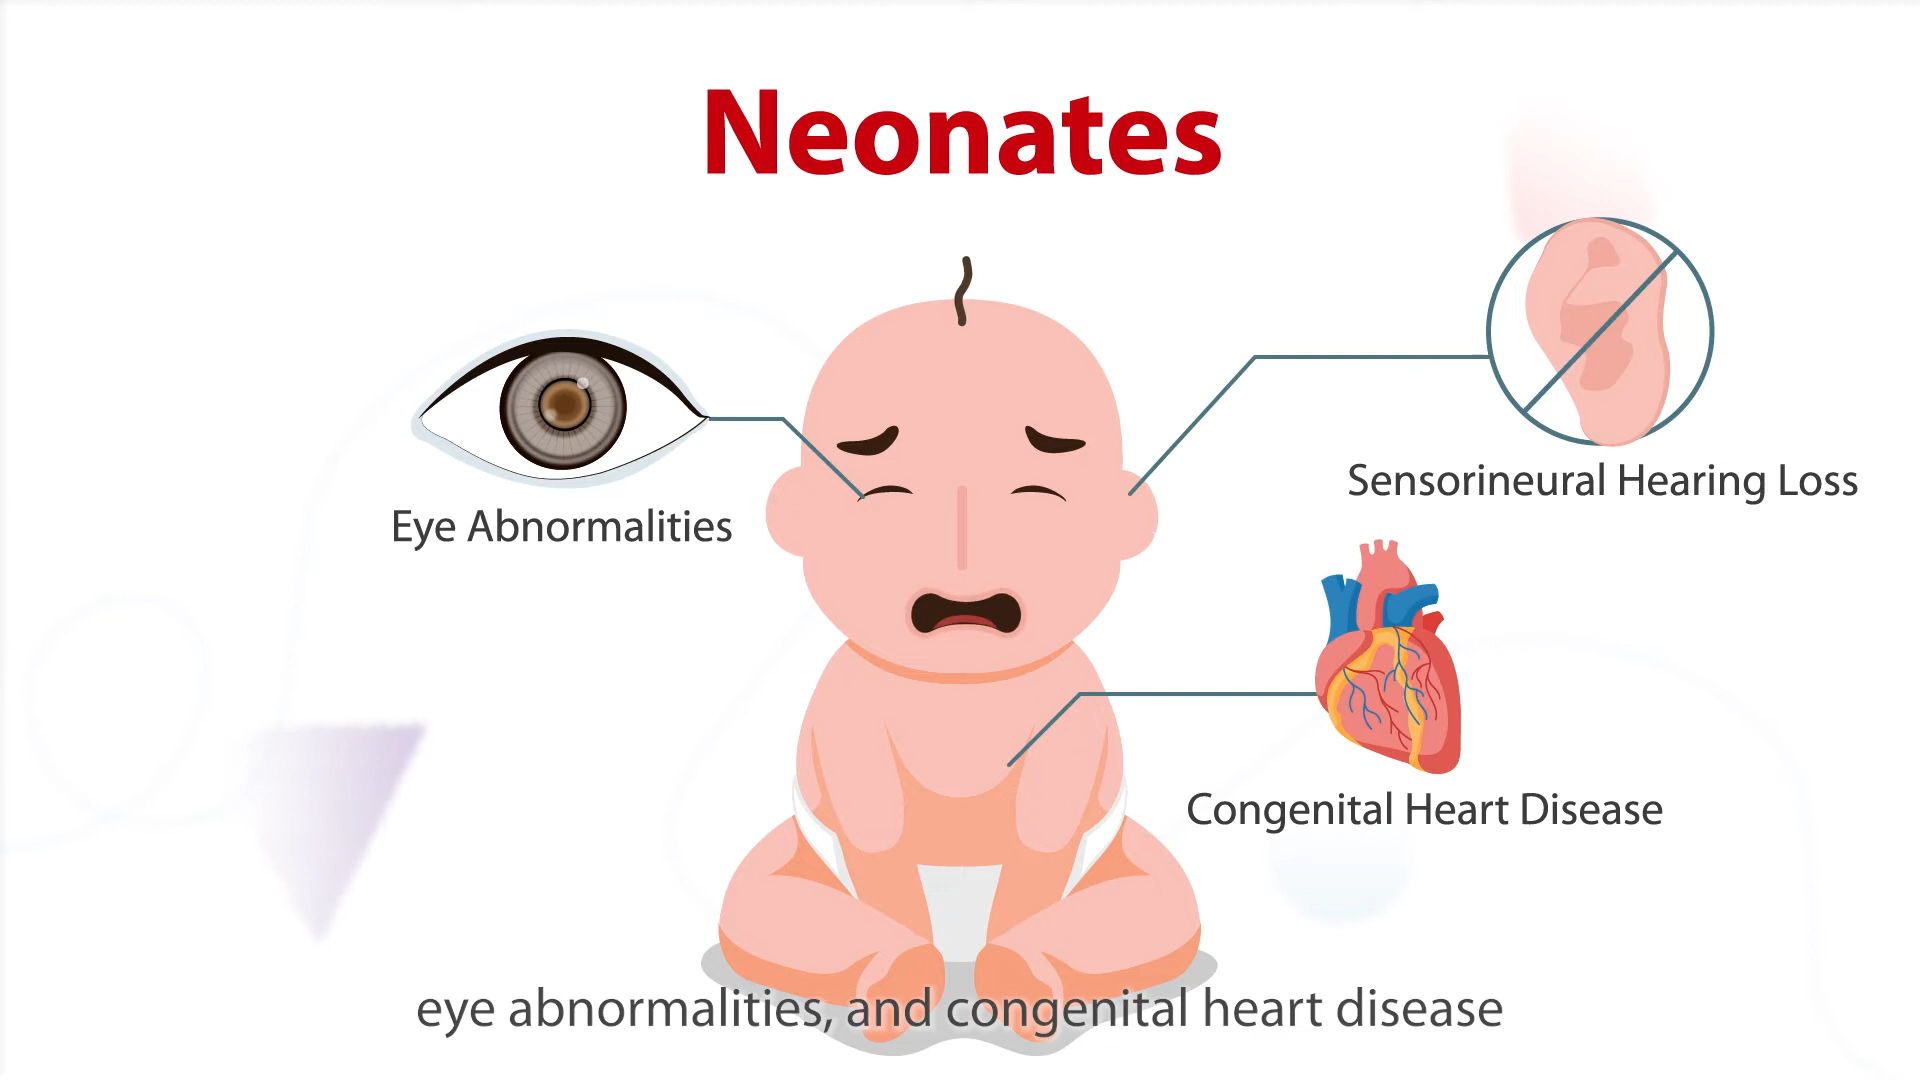 Neonates
Sensorineural Hearing Loss
Eye Abnormalities
Congenital Heart Disease
eye abnormalities, and congenital heart disease